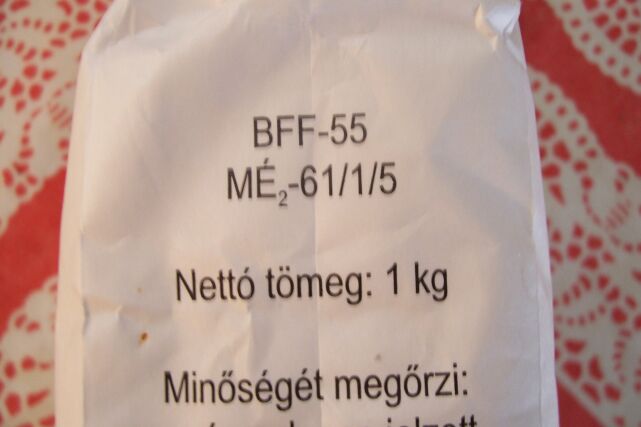 BFF-55
MÉ₂-61/1/5
Nettó tömeg: 1 kg
Minőségét megőrzi: